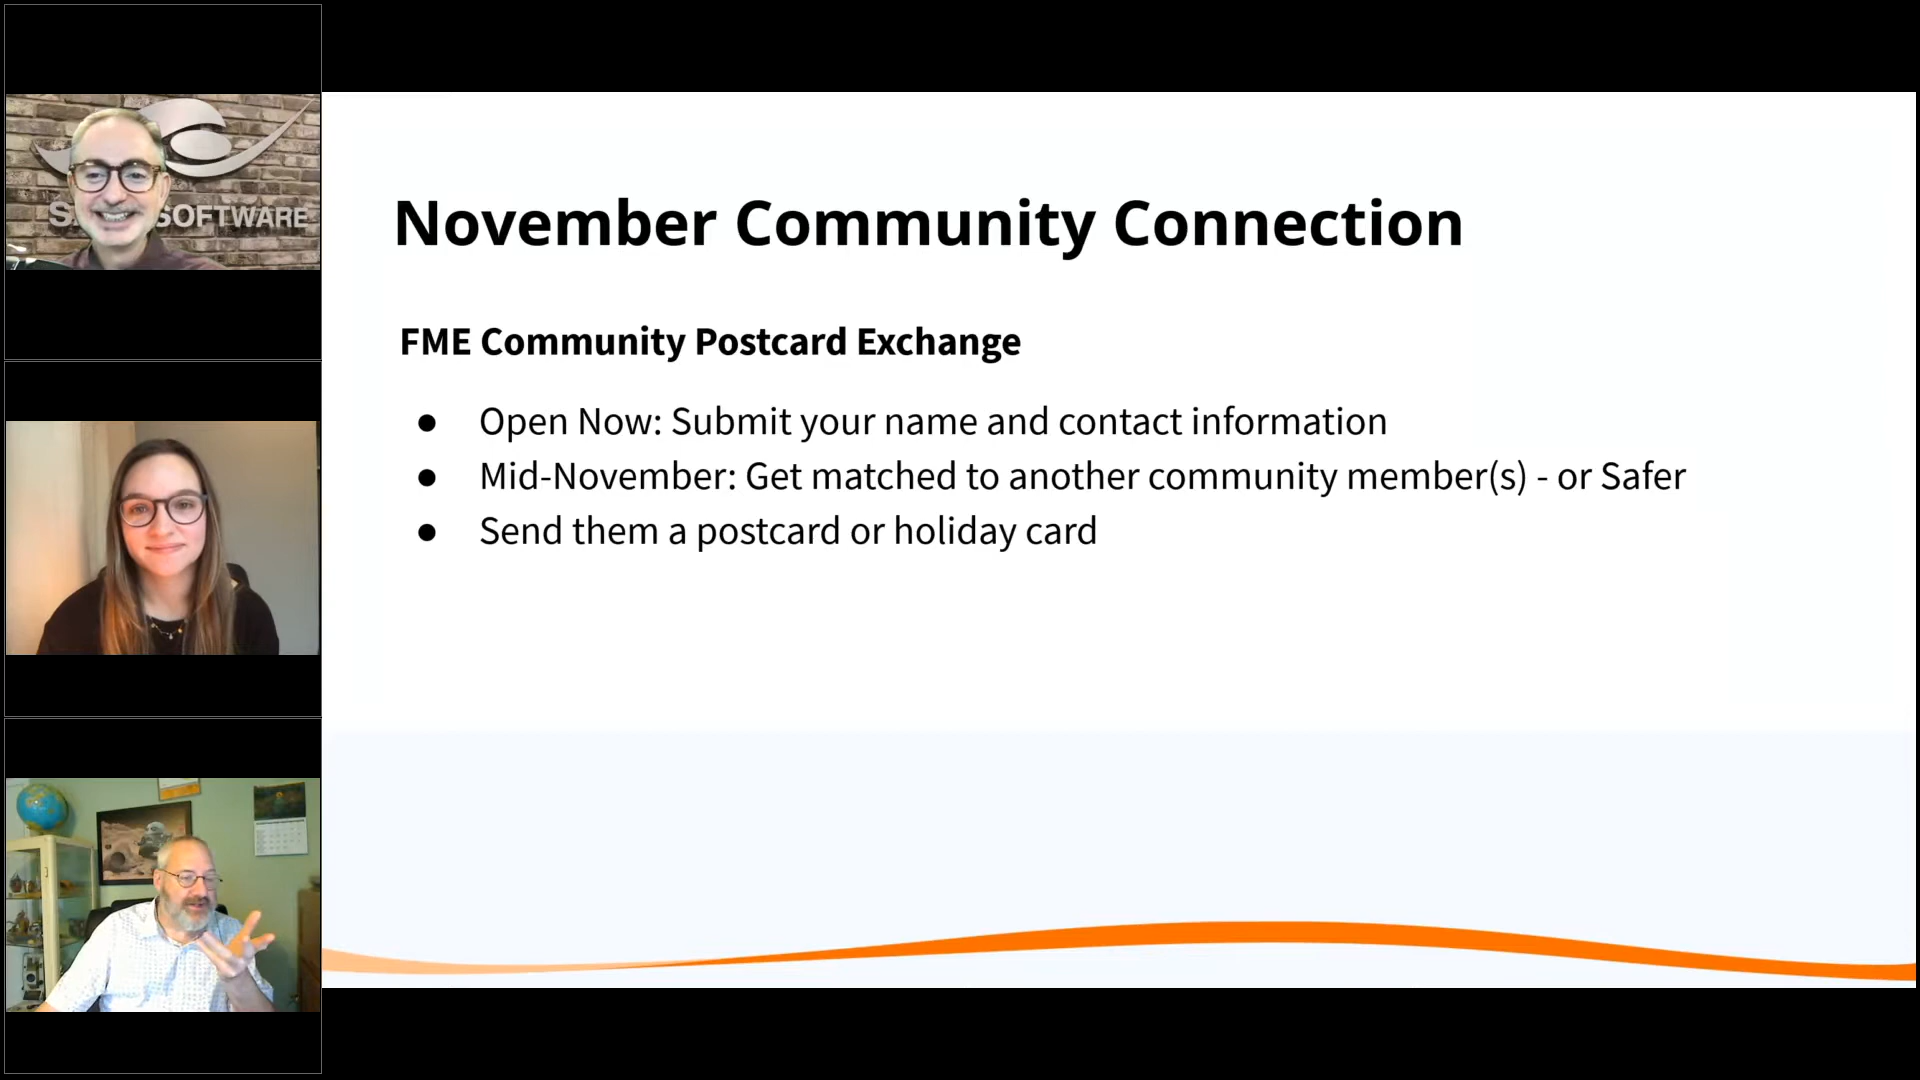 S SOFTWARE
November Community Connection
FME Community Postcard Exchange
● Open Now: Submit your name and contact information
● Mid-November: Get matched to another community member(s) - or Safer
● Send them a postcard or holiday card